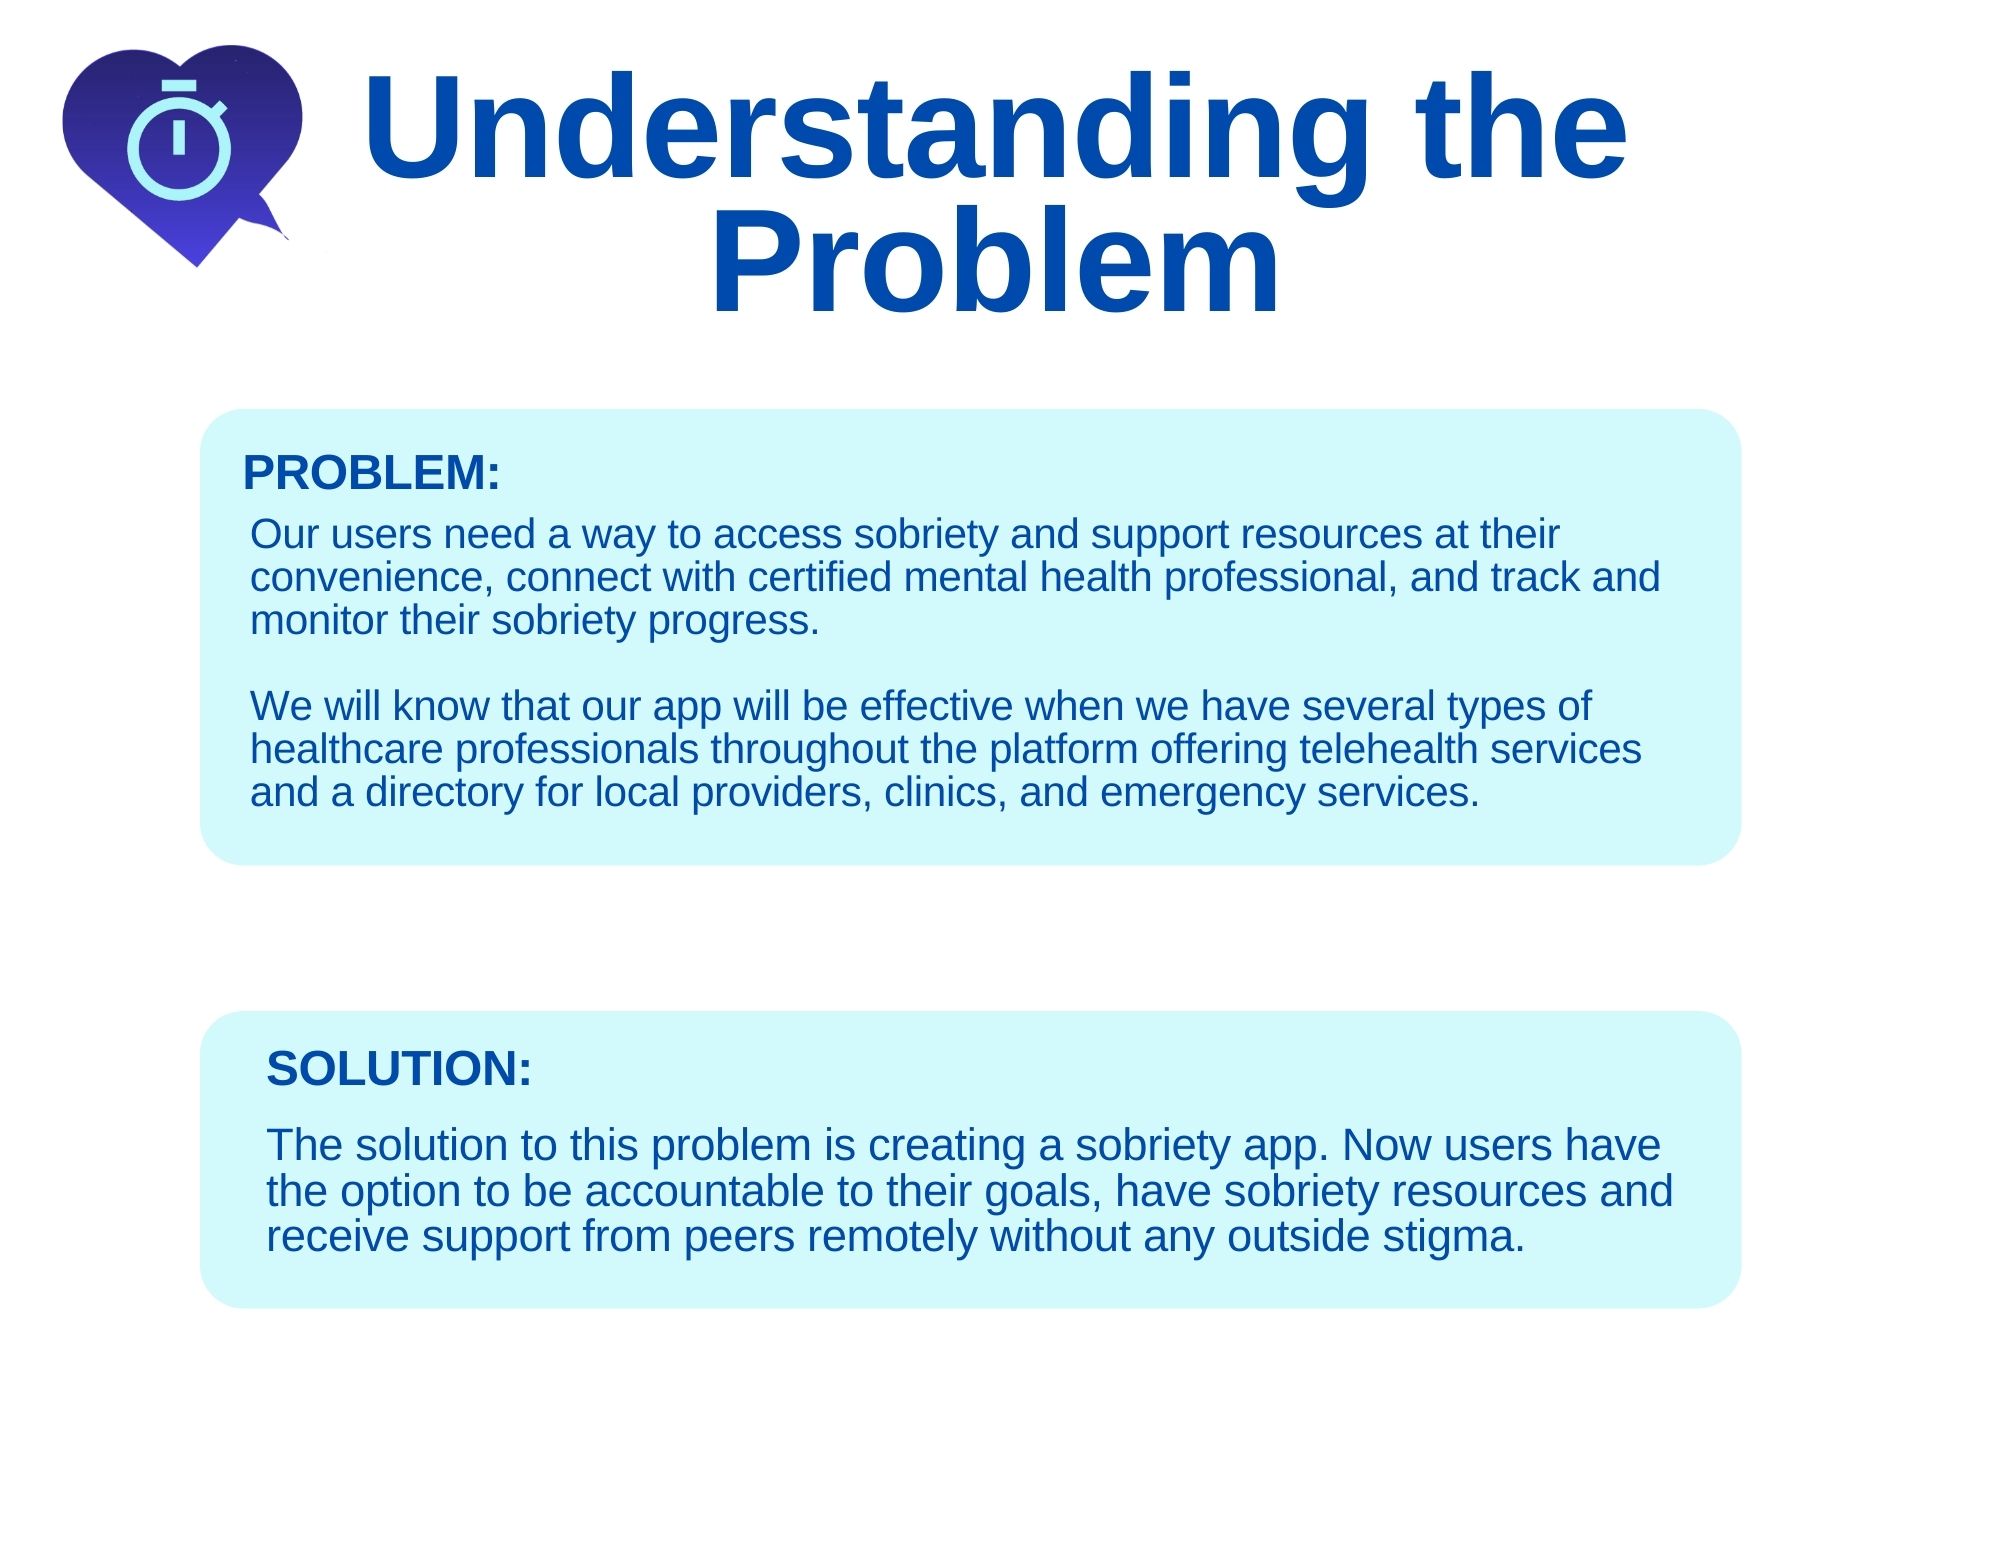 Understanding the
Problem
PROBLEM:
Our users need a way to access sobriety and support resources at their
convenience, connect with certified mental health professional, and track and
monitor their sobriety progress.
We will know that our app will be effective when we have several types of
healthcare professionals throughout the platform offering telehealth services
and a directory for local providers, clinics, and emergency services.
SOLUTION:
The solution to this problem is creating a sobriety app. Now users have
the option to be accountable to their goals, have sobriety resources and
receive support from peers remotely without any outside stigma.